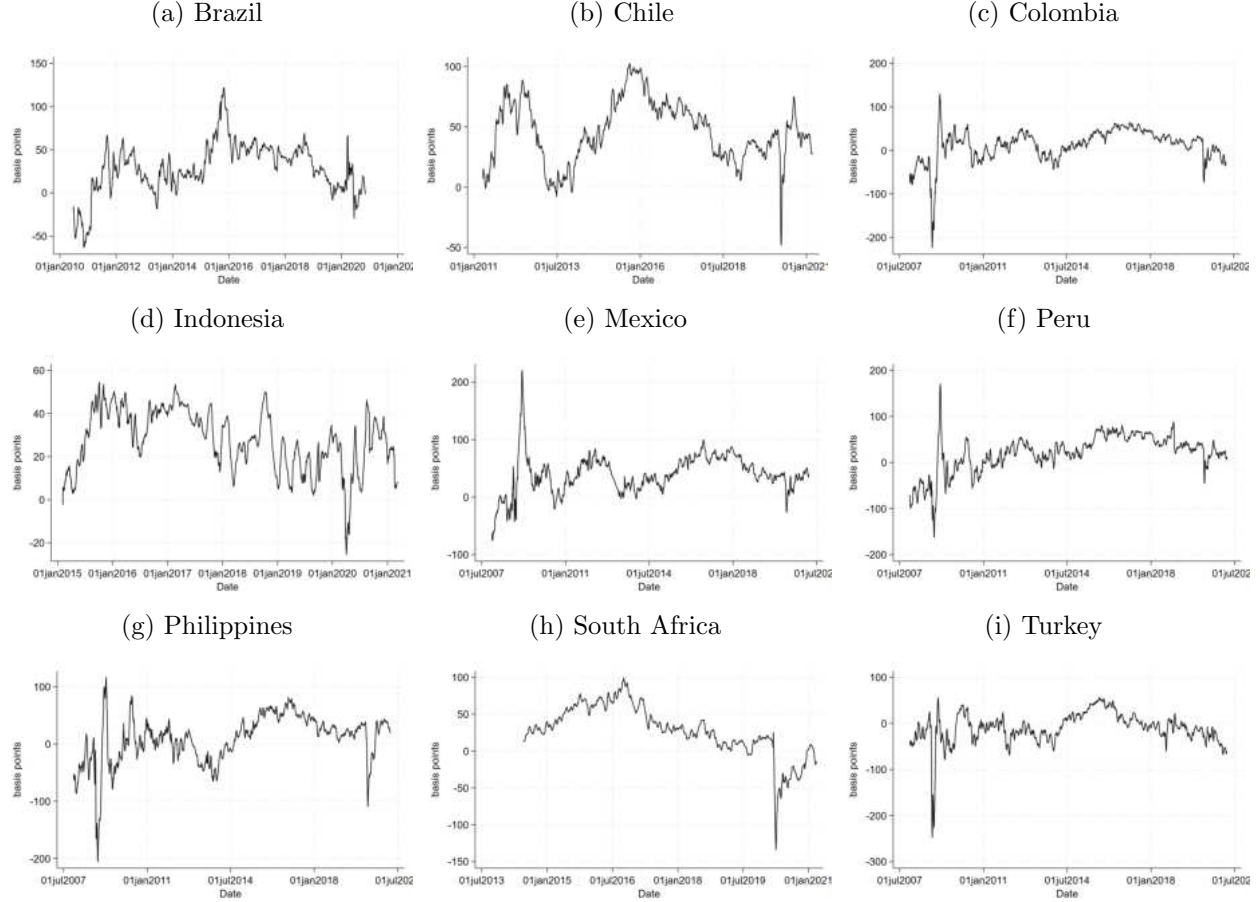 (a) Brazil
(b) Chile
(c) Colombia
basis points
150
100
50
0
-50
01jan2010 01jan2012 01jan2014 01jan2016 01jan2018 01jan2020 01jan202
Date
basis points
100
50
0
-50
01jan2011 01jul2013 01jan2016 01jul2018 01jan2021
Date
basis points
200
100
0
-100
-200
01jul2007 01jan2011 01jul2014 01jan2018 01jul202
Date
(d) Indonesia
(e) Mexico
(f) Peru
basis points
60
40
20
0
-20
01jan2015 01jan2016 01jan2017 01jan2018 01jan2019 01jan2020 01jan2021
Date
basis points
200
100
0
-100
01jul2007 01jan2011 01jul2014 01jan2018 01jul202
Date
basis points
200
100
0
-100
-200
01jul2007 01jan2011 01jul2014 01jan2018 01jul202
Date
(g) Philippines
(h) South Africa
(i) Turkey
basis points
100
0
-100
-200
01jul2007 01jan2011 01jul2014 01jan2018 01jul202
Date
basis points
100
50
0
-50
-100
-150
01jul2013 01jan2015 01jul2016 01jan2018 01jul2019 01jan2021
Date
basis points
100
0
-100
-200
-300
01jul2007 01jan2011 01jul2014 01jan2018 01jul202
Date